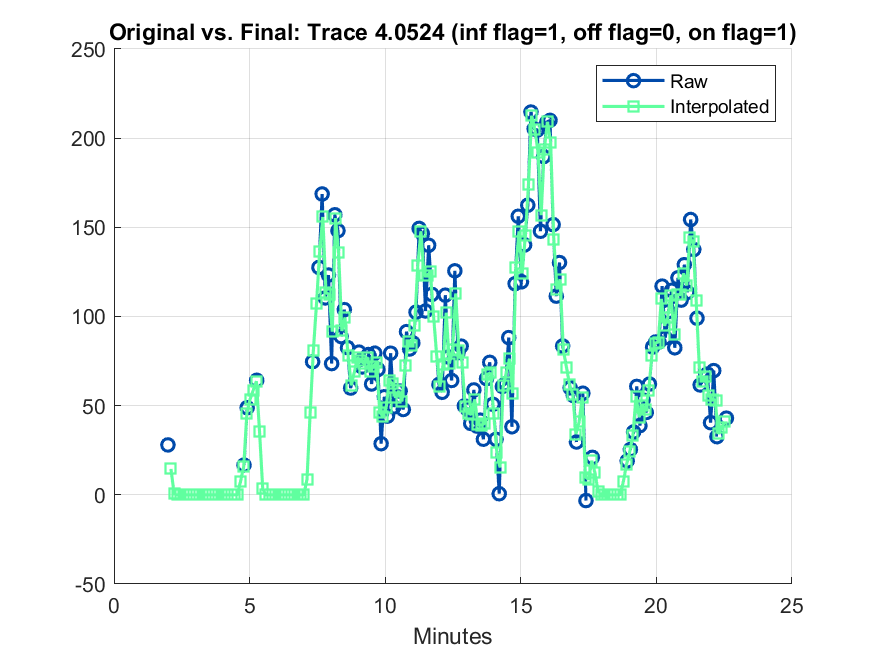 Original vs. Final: Trace 4.0524 (inf flag=1, off flag=0, on flag=1)
250
Raw
Interpolated
200
150
100
50
0
-50
0 5 10 15 20 25
Minutes